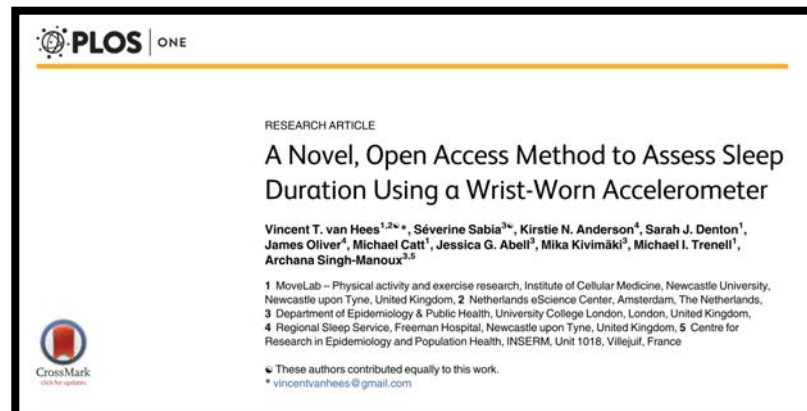 PLOS | ONE
RESEARCH ARTICLE
A Novel, Open Access Method to Assess Sleep
Duration Using a Wrist-Worn Accelerometer
Vincent T. van Hees1,2☯*, Séverine Sabia3☯, Kirstie N. Anderson4, Sarah J. Denton1,
James Oliver4, Michael Catt1, Jessica G. Abell3, Mika Kivimäki3, Michael I. Trenell1,
Archana Singh-Manoux3,5
1 MoveLab – Physical activity and exercise research, Institute of Cellular Medicine, Newcastle University,
Newcastle upon Tyne, United Kingdom, 2 Netherlands eScience Center, Amsterdam, The Netherlands,
3 Department of Epidemiology & Public Health, University College London, London, United Kingdom,
4 Regional Sleep Service, Freeman Hospital, Newcastle upon Tyne, United Kingdom, 5 Centre for
Research in Epidemiology and Population Health, INSERM, Unit 1018, Villejuif, France
CrossMark
click for updates
☯ These authors contributed equally to this work.
* vincentvanhees@gmail.com